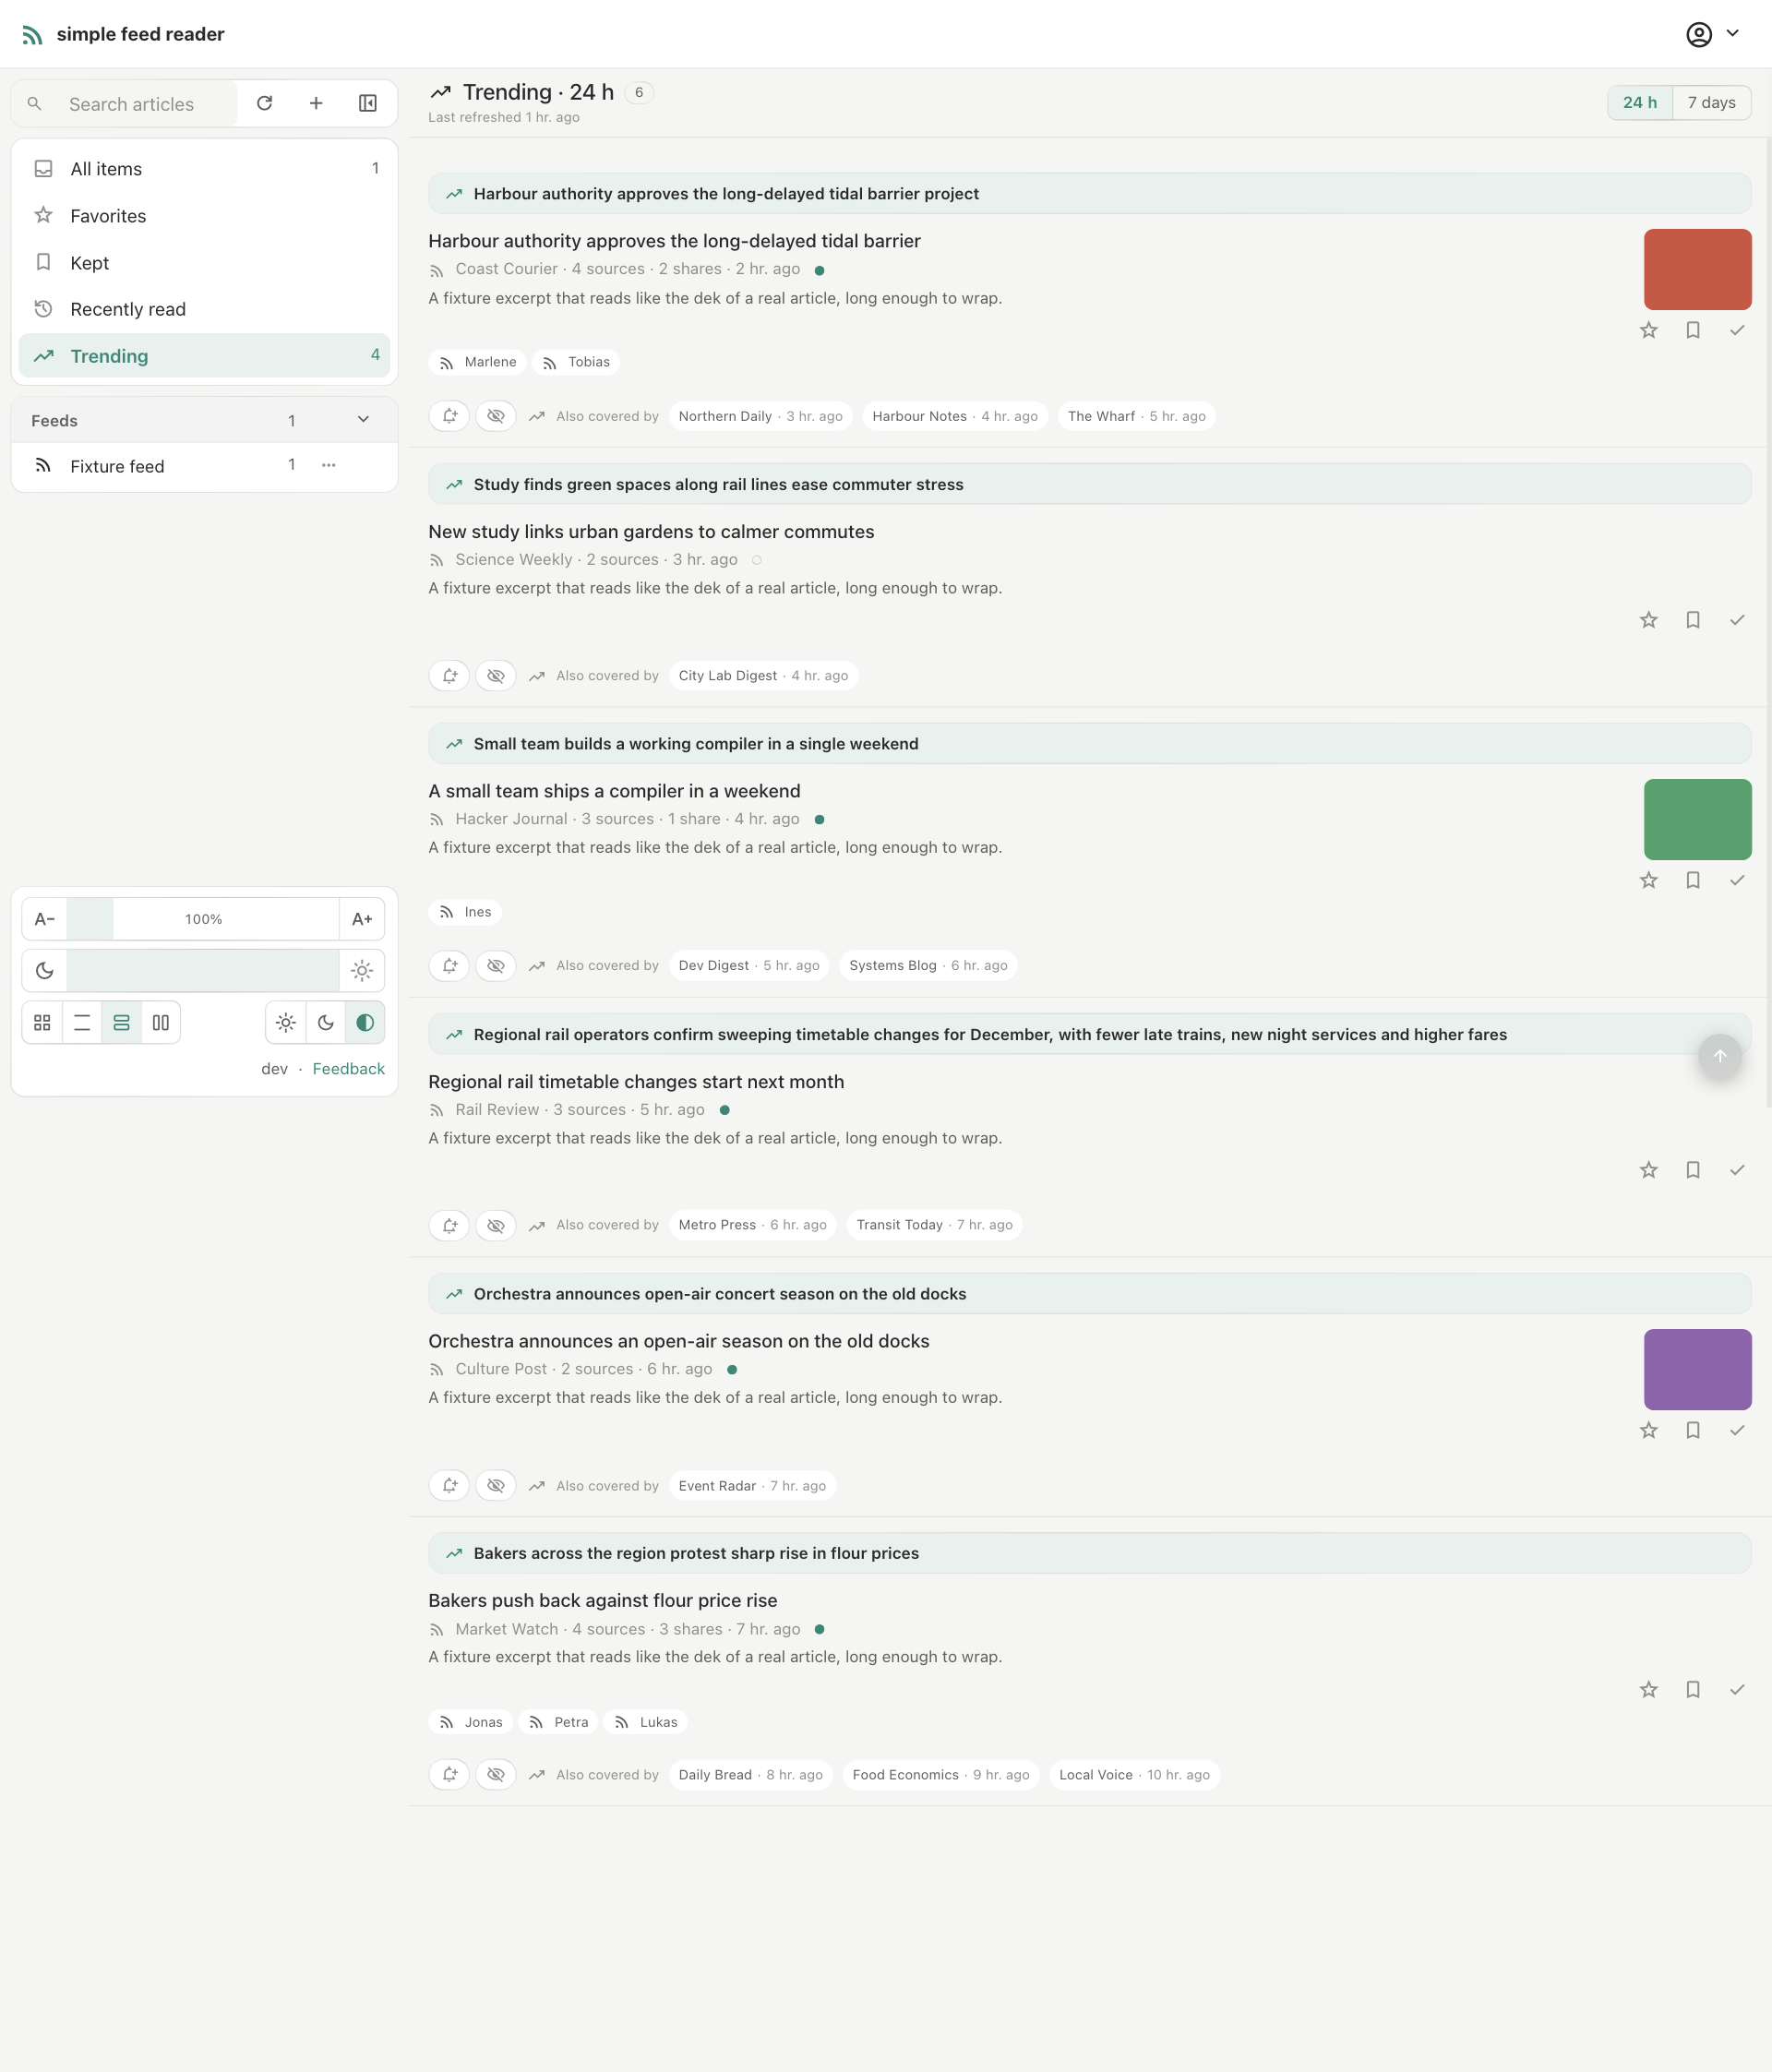 simple feed reader
Search articles
All items 1
Favorites
Kept
Recently read
Trending 4
Feeds 1
Fixture feed 1
A− 100% A+
dev · Feedback
Trending · 24 h 6
Last refreshed 1 hr. ago
24 h 7 days
Harbour authority approves the long-delayed tidal barrier project
Harbour authority approves the long-delayed tidal barrier
Coast Courier · 4 sources · 2 shares · 2 hr. ago
A fixture excerpt that reads like the dek of a real article, long enough to wrap.
Marlene Tobias
Also covered by Northern Daily · 3 hr. ago Harbour Notes · 4 hr. ago The Wharf · 5 hr. ago
Study finds green spaces along rail lines ease commuter stress
New study links urban gardens to calmer commutes
Science Weekly · 2 sources · 3 hr. ago
A fixture excerpt that reads like the dek of a real article, long enough to wrap.
Also covered by City Lab Digest · 4 hr. ago
Small team builds a working compiler in a single weekend
A small team ships a compiler in a weekend
Hacker Journal · 3 sources · 1 share · 4 hr. ago
A fixture excerpt that reads like the dek of a real article, long enough to wrap.
Ines
Also covered by Dev Digest · 5 hr. ago Systems Blog · 6 hr. ago
Regional rail operators confirm sweeping timetable changes for December, with fewer late trains, new night services and higher fares
Regional rail timetable changes start next month
Rail Review · 3 sources · 5 hr. ago
A fixture excerpt that reads like the dek of a real article, long enough to wrap.
Also covered by Metro Press · 6 hr. ago Transit Today · 7 hr. ago
Orchestra announces open-air concert season on the old docks
Orchestra announces an open-air season on the old docks
Culture Post · 2 sources · 6 hr. ago
A fixture excerpt that reads like the dek of a real article, long enough to wrap.
Also covered by Event Radar · 7 hr. ago
Bakers across the region protest sharp rise in flour prices
Bakers push back against flour price rise
Market Watch · 4 sources · 3 shares · 7 hr. ago
A fixture excerpt that reads like the dek of a real article, long enough to wrap.
Jonas Petra Lukas
Also covered by Daily Bread · 8 hr. ago Food Economics · 9 hr. ago Local Voice · 10 hr. ago